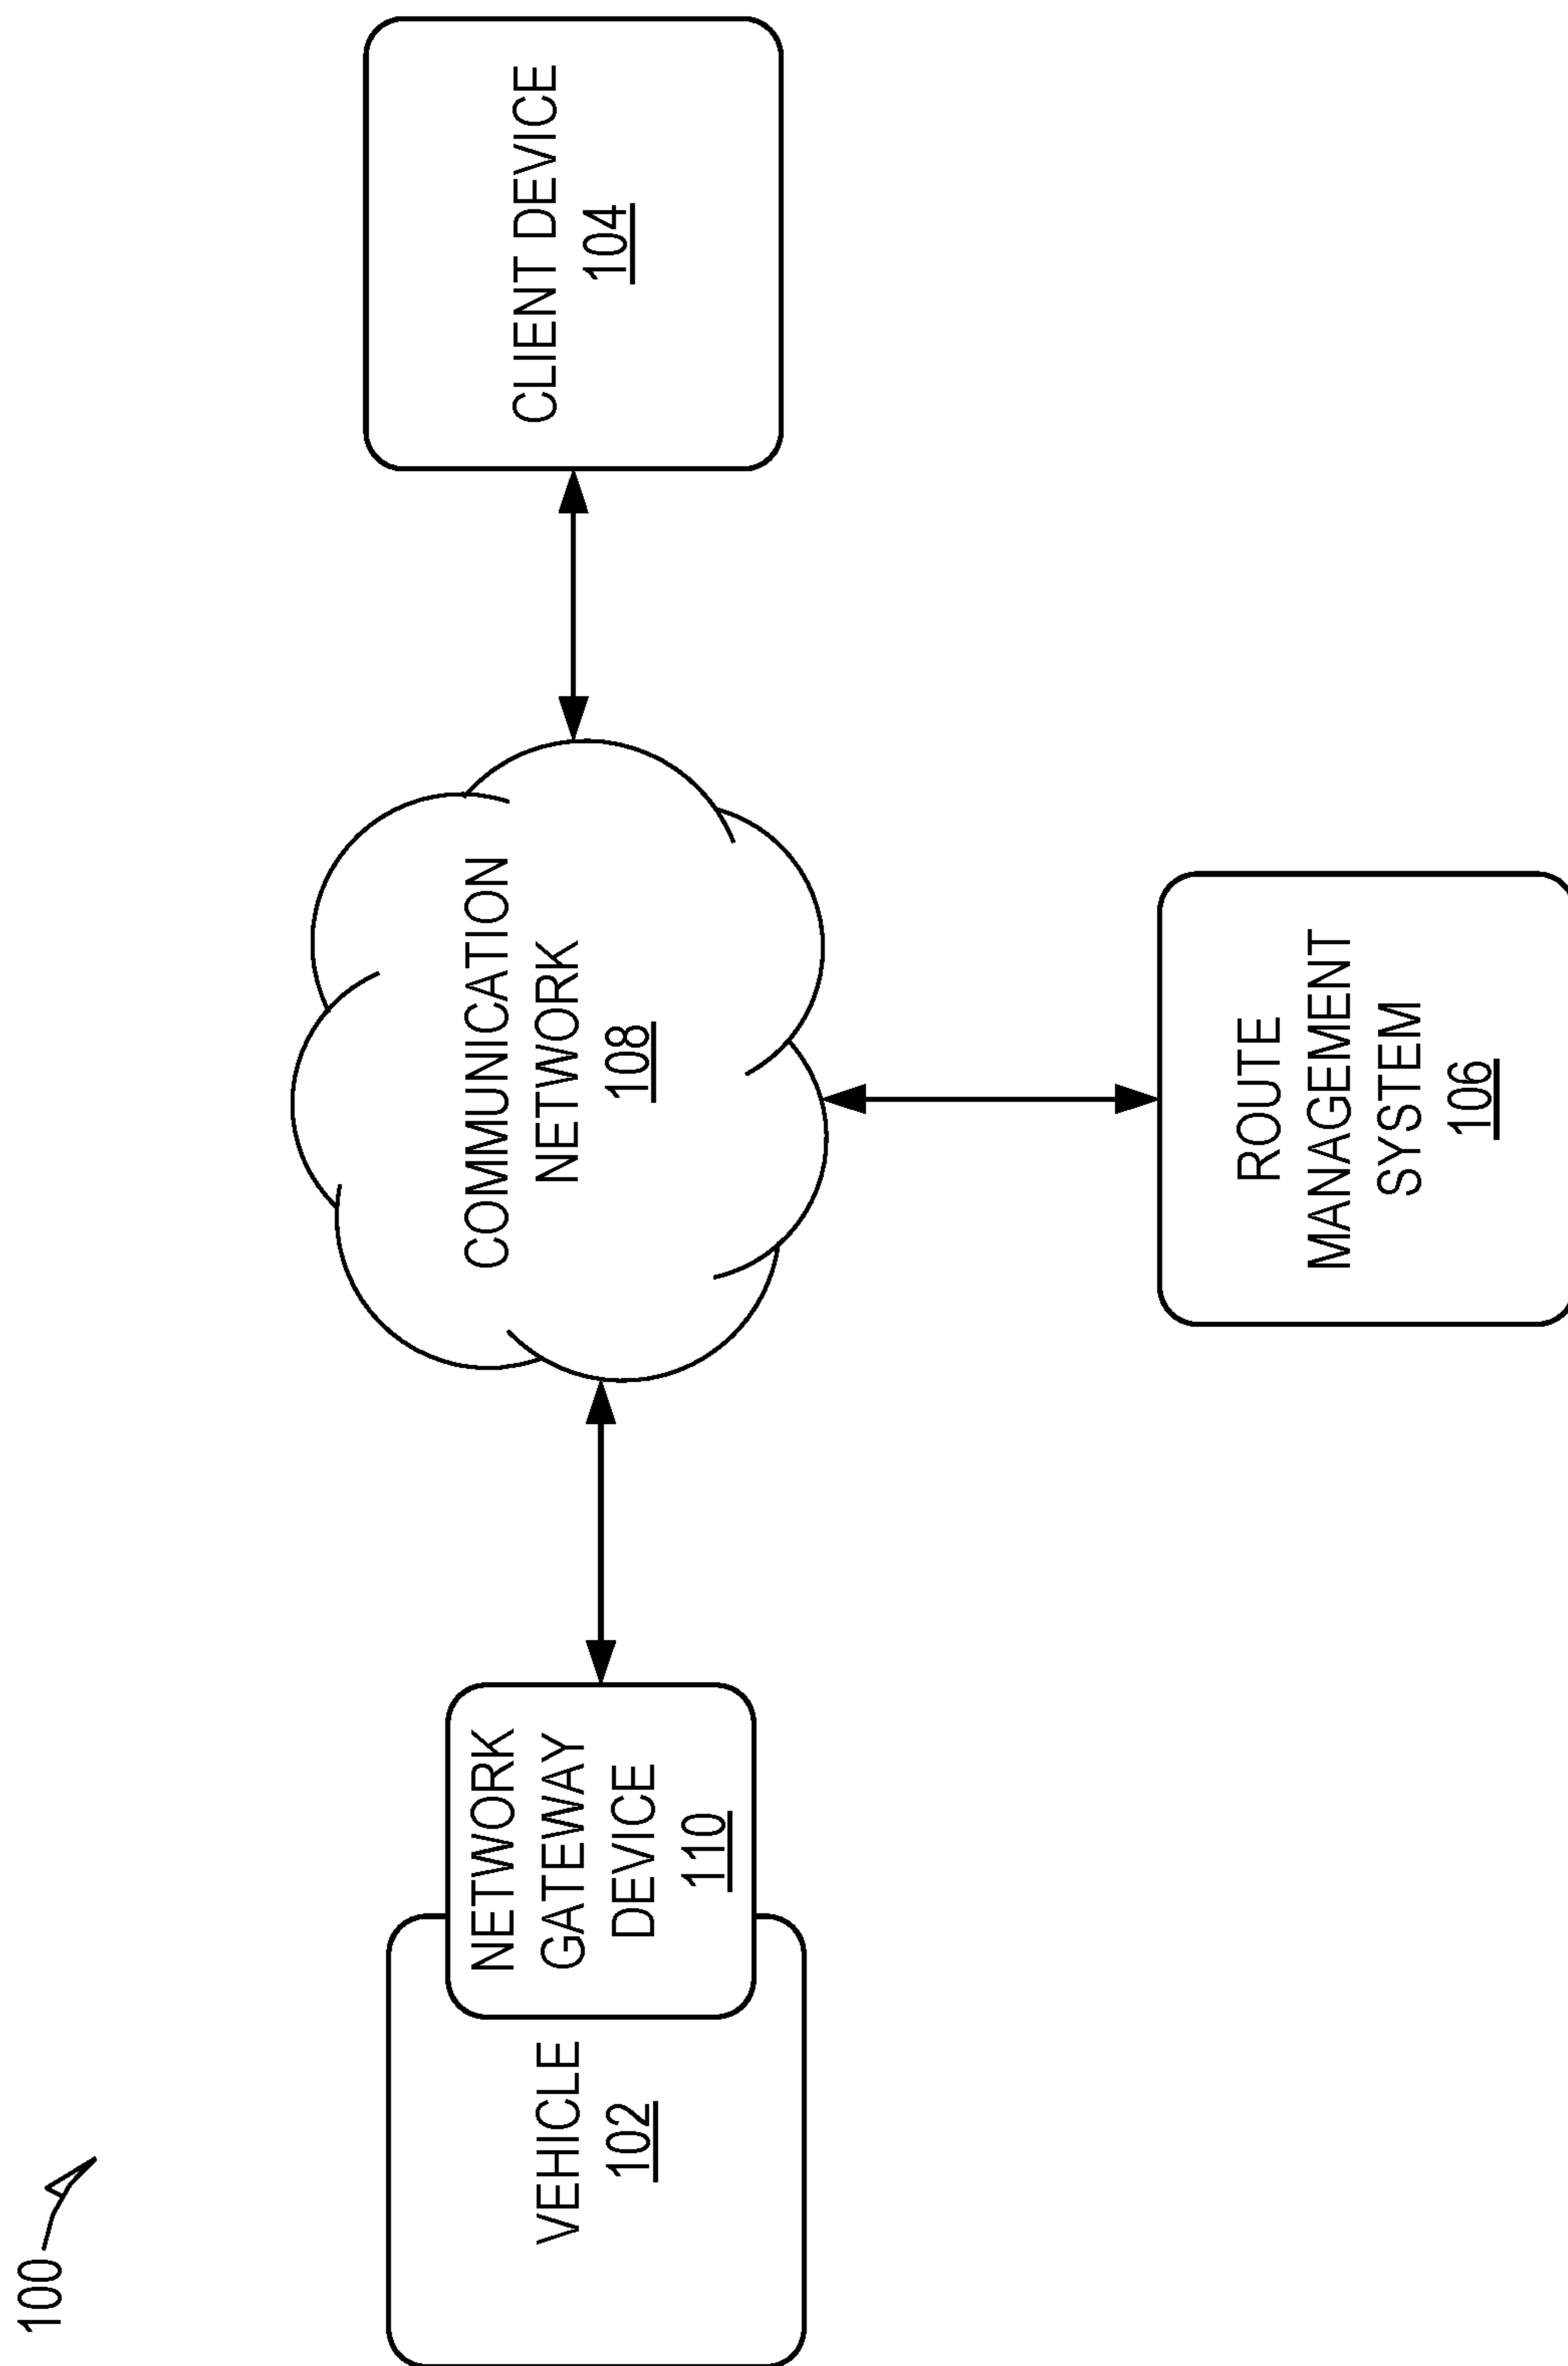 100
VEHICLE
102
NETWORK
GATEWAY
DEVICE
110
COMMUNICATION
NETWORK
108
CLIENT DEVICE
104
ROUTE
MANAGEMENT
SYSTEM
106